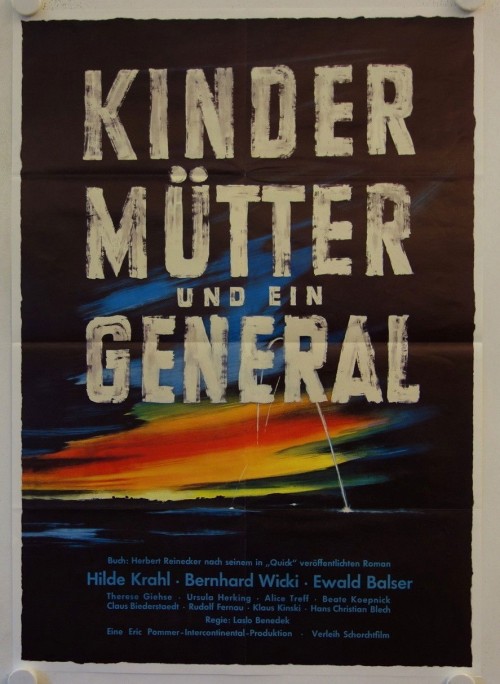 KINDER
MÜTTER
UND EIN
GENERAL
Buch: Herbert Reinecker nach seinem in „Quick" veröffentlichten Roman
Hilde Krahl · Bernhard Wicki · Ewald Balser
Therese Giehse · Ursula Herking · Alice Treff · Beate Koepnick
Claus Biederstaedt · Rudolf Fernau · Klaus Kinski · Hans Christian Blech
Regie: Laslo Benedek
Eine Eric Pommer-Intercontinental-Produktion · Verleih Schorchtfilm